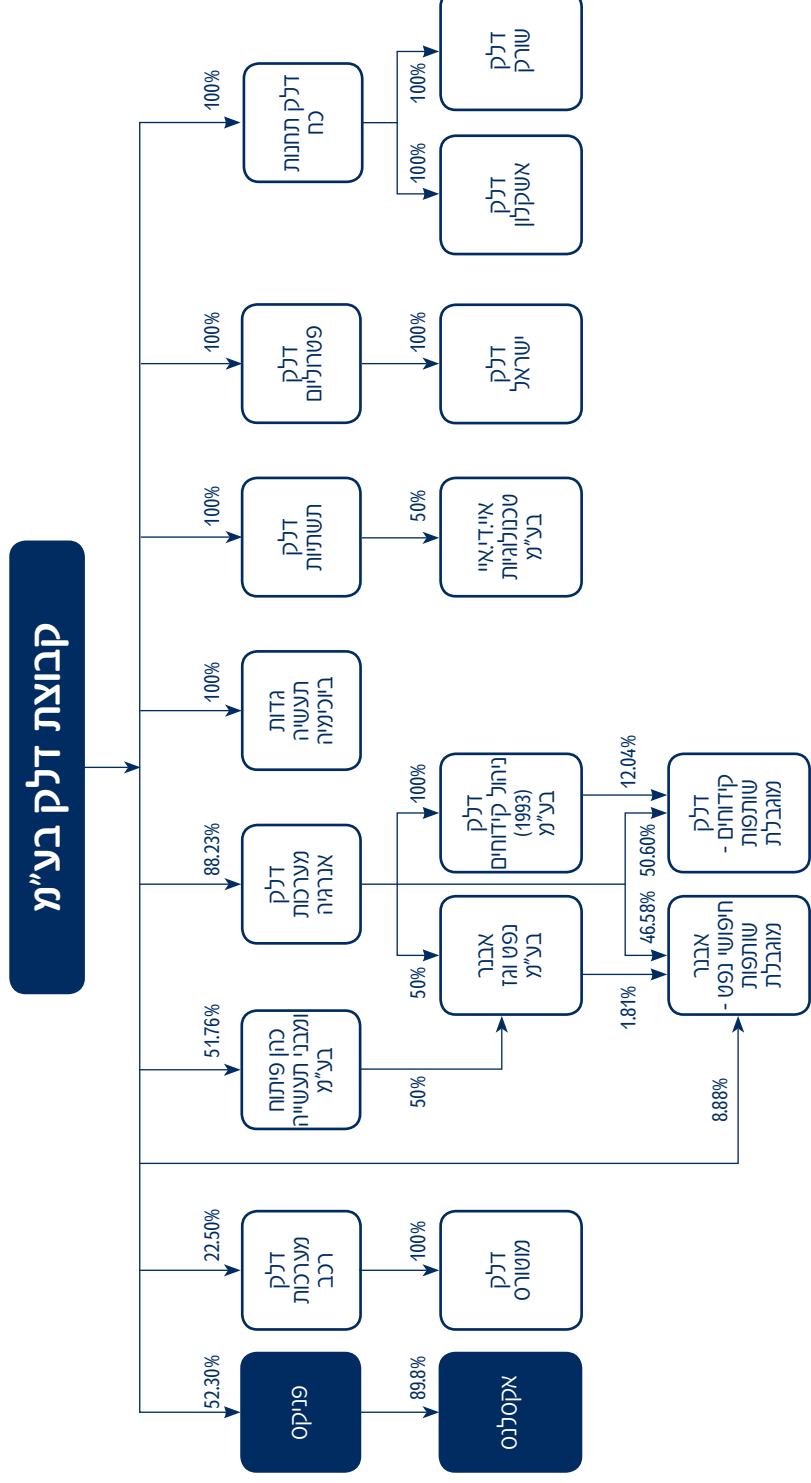 קבוצת דלק בע"מ
100%
דלק תחנות
כח
100%
דלק
פטרוליום
100%
דלק
תשתיות
100%
גדות
תעשיה
ביוכימיה
88.23%
דלק
מערכות
אנרגיה
51.76%
כהן פיתוח
ומבני תעשייה
בע"מ
22.50%
דלק
מערכות
רכב
52.30%
פניקס
100%
דלק
שורק
100%
דלק
אשקלון
100%
דלק
ישראל
50%
איי.די.איי
טכנולוגיות
בע"מ
100%
דלק
ניהול קידוחים
(1993)
בע"מ
50%
50%
אבנר
נפט וגז
בע"מ
100%
דלק
מוטורס
89.8%
אקסלנס
12.04%
50.60%
דלק
קידוחים -
שותפות
מוגבלת
46.58%
1.81%
8.88%
אבנר
חיפושי נפט -
שותפות
מוגבלת